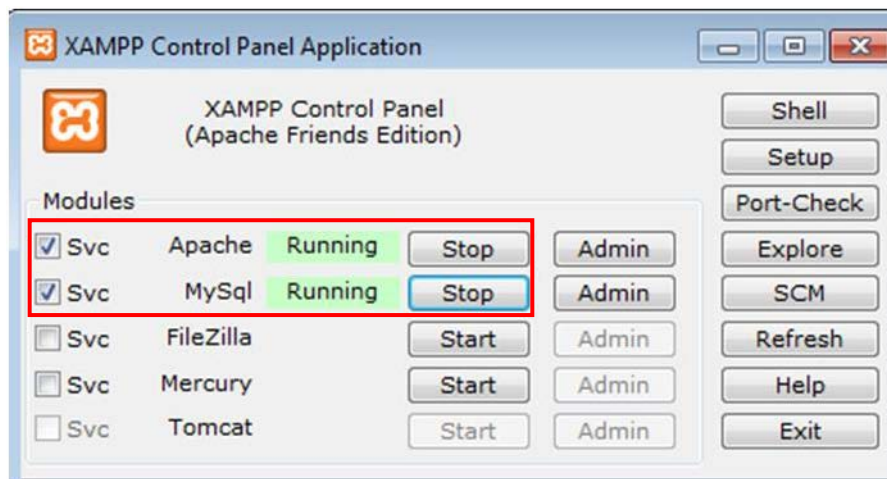 XAMPP Control Panel Application
XAMPP Control Panel
(Apache Friends Edition)
Shell
Setup
Port-Check
Modules
Svc Apache Running Stop Admin Explore
Svc MySql Running Stop Admin SCM
Svc FileZilla Start Admin Refresh
Svc Mercury Start Admin Help
Svc Tomcat Start Admin Exit